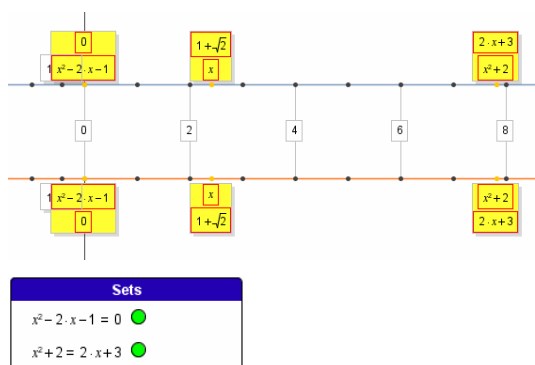 0 1+√2 2·x+3
1 x²−2·x−1 x x²+2
0 2 4 6 8
1 x²−2·x−1 x x²+2
0 1+√2 2·x+3
Sets
x²−2·x−1 = 0
x²+2 = 2·x+3